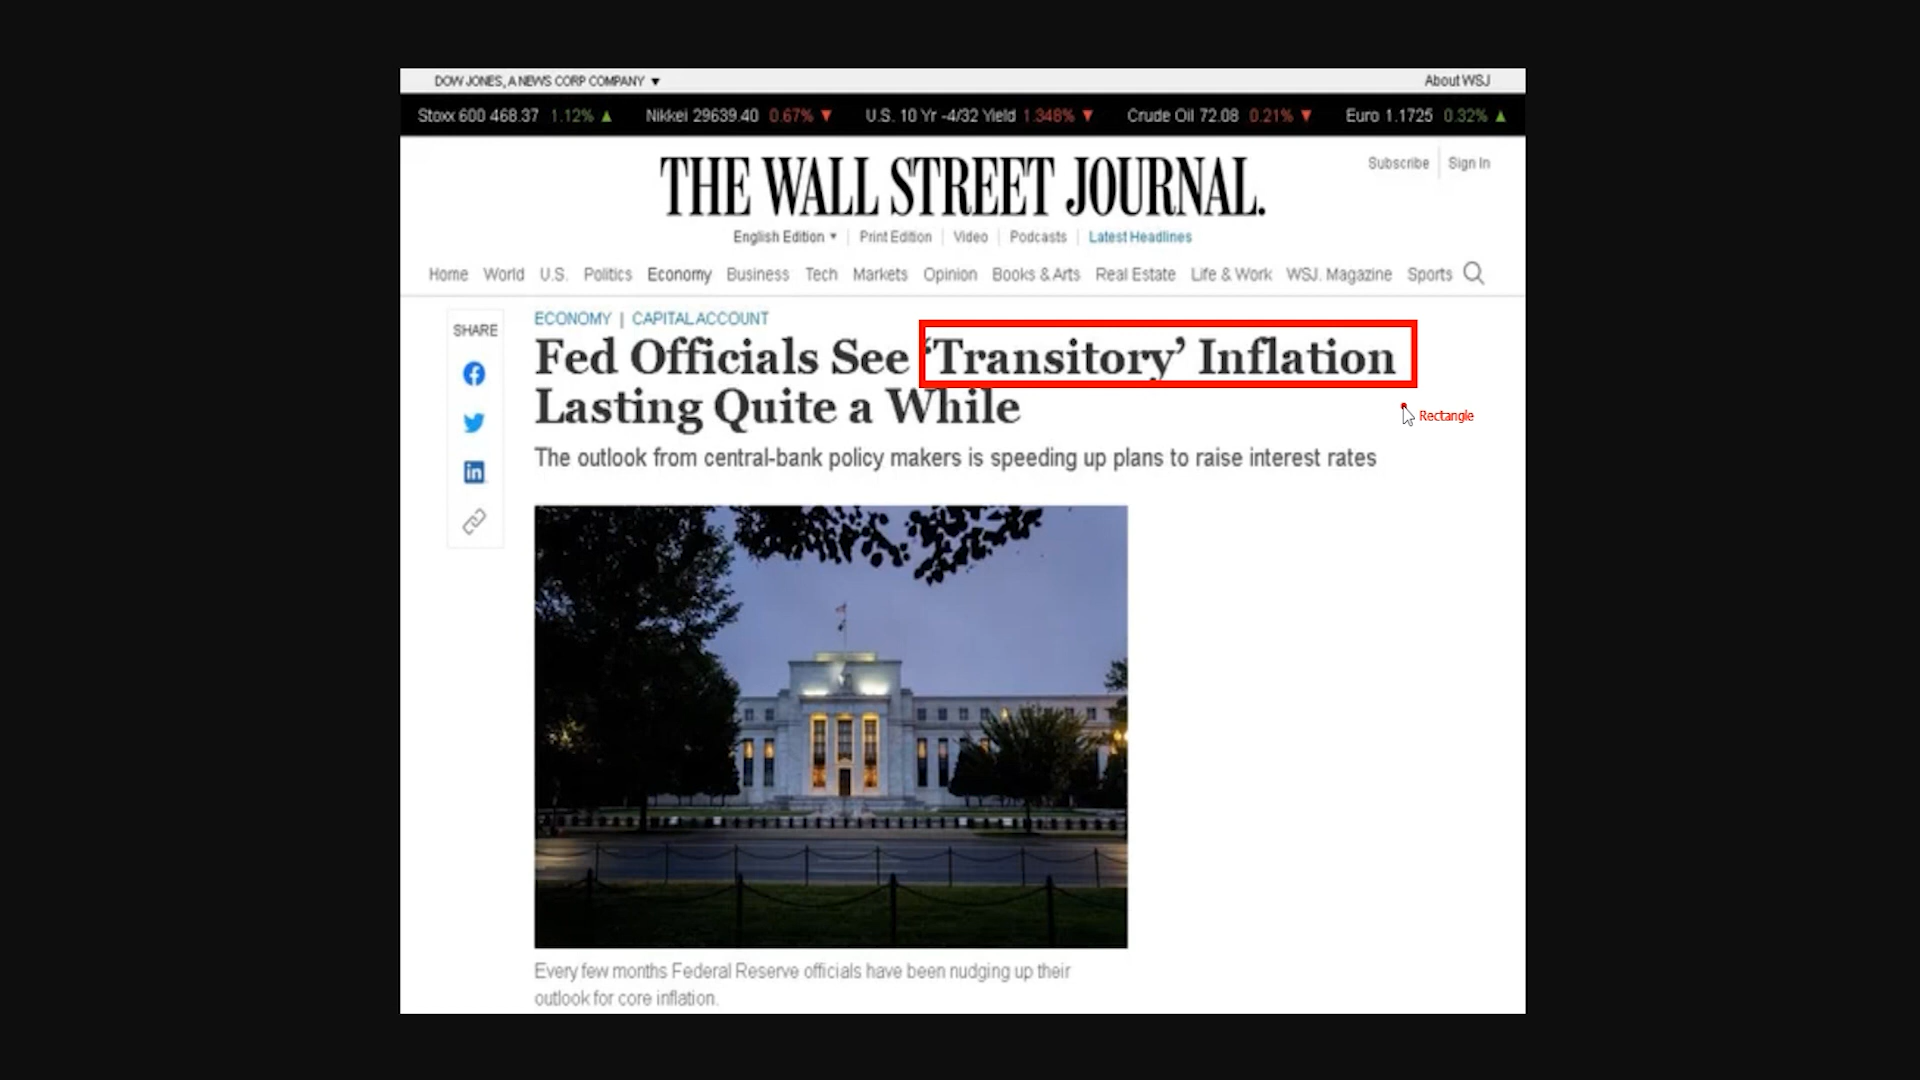 DOW JONES, A NEWS CORP COMPANY ▼ About WSJ
Stoxx 600 468.37 1.12% ▲ Nikkei 29639.40 0.67% ▼ U.S. 10 Yr -4/32 Yield 1.348% ▼ Crude Oil 72.08 0.21% ▼ Euro 1.1725 0.32% ▲
THE WALL STREET JOURNAL.
Subscribe Sign In
English Edition ▾ Print Edition Video Podcasts Latest Headlines
Home World U.S. Politics Economy Business Tech Markets Opinion Books & Arts Real Estate Life & Work WSJ. Magazine Sports
SHARE
ECONOMY | CAPITAL ACCOUNT
Fed Officials See ‘Transitory’ Inflation
Lasting Quite a While
Rectangle
The outlook from central-bank policy makers is speeding up plans to raise interest rates
Every few months Federal Reserve officials have been nudging up their
outlook for core inflation.